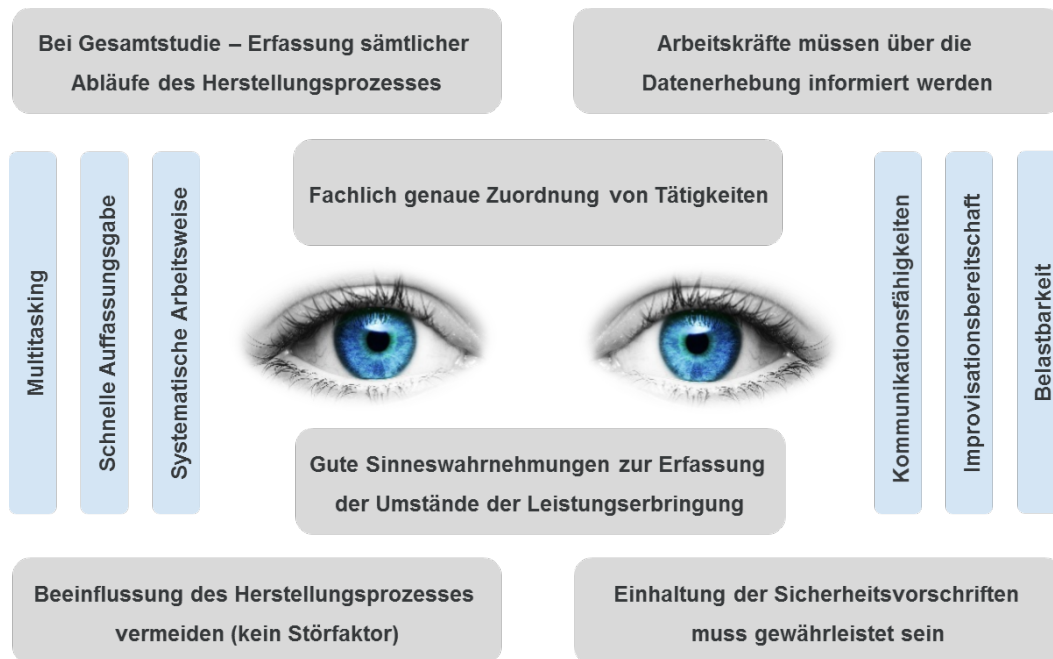 Bei Gesamtstudie – Erfassung sämtlicher
Abläufe des Herstellungsprozesses
Arbeitskräfte müssen über die
Datenerhebung informiert werden
Multitasking
Schnelle Auffassungsgabe
Systematische Arbeitsweise
Fachlich genaue Zuordnung von Tätigkeiten
Gute Sinneswahrnehmungen zur Erfassung
der Umstände der Leistungserbringung
Kommunikationsfähigkeiten
Improvisationsbereitschaft
Belastbarkeit
Beeinflussung des Herstellungsprozesses
vermeiden (kein Störfaktor)
Einhaltung der Sicherheitsvorschriften
muss gewährleistet sein